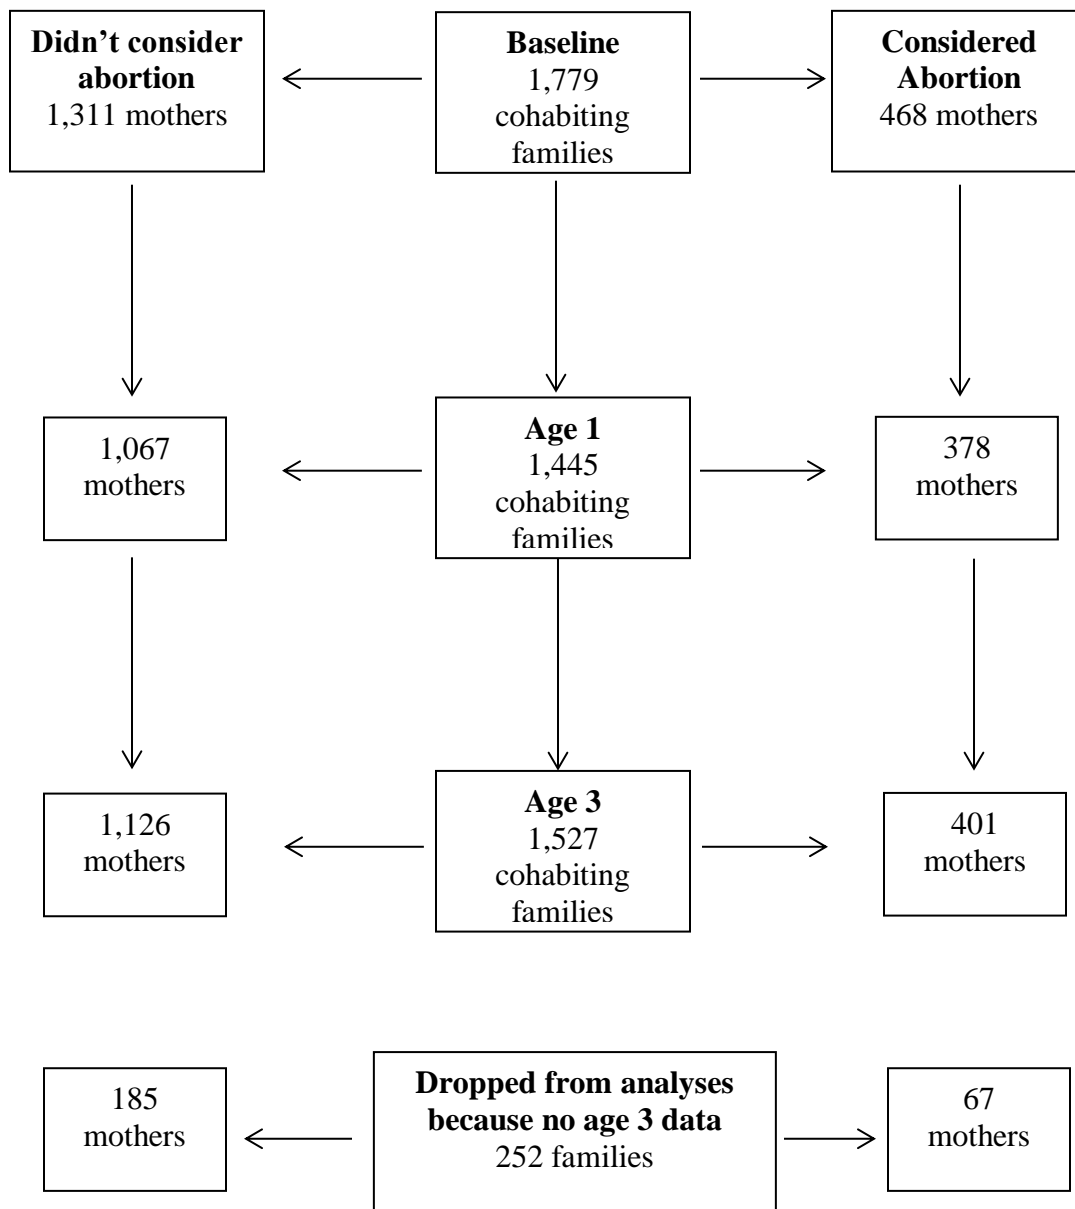 Didn’t consider
abortion
1,311 mothers
Baseline
1,779
cohabiting
families
Considered
Abortion
468 mothers
1,067
mothers
Age 1
1,445
cohabiting
families
378
mothers
1,126
mothers
Age 3
1,527
cohabiting
families
401
mothers
185
mothers
Dropped from analyses
because no age 3 data
252 families
67
mothers